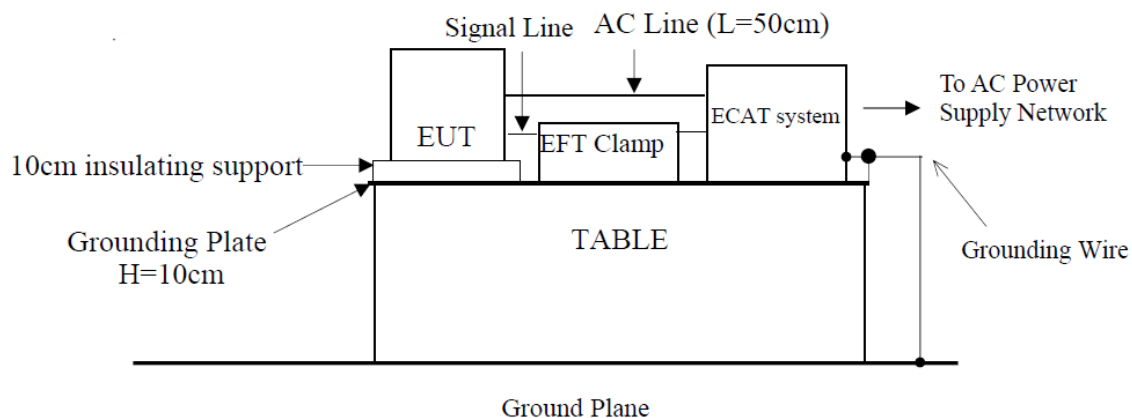 Signal Line
AC Line (L=50cm)
To AC Power
Supply Network
ECAT system
EUT
EFT Clamp
10cm insulating support
Grounding Plate
H=10cm
TABLE
Grounding Wire
Ground Plane